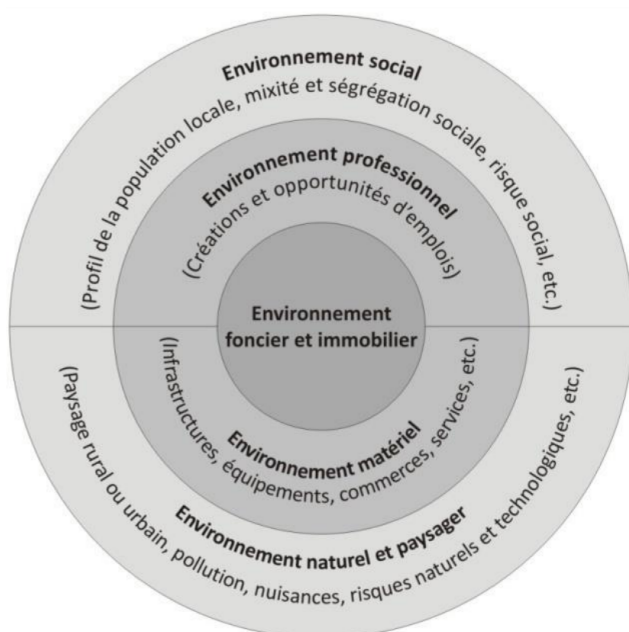 Environnement social
(Profil de la population locale, mixité et ségrégation sociale, risque social, etc.)
Environnement professionnel
(Créations et opportunités d’emplois)
Environnement
foncier et immobilier
(Infrastructures, équipements, commerces, services, etc.)
Environnement matériel
(Paysage rural ou urbain, pollution, nuisances, risques naturels et technologiques, etc.)
Environnement naturel et paysager